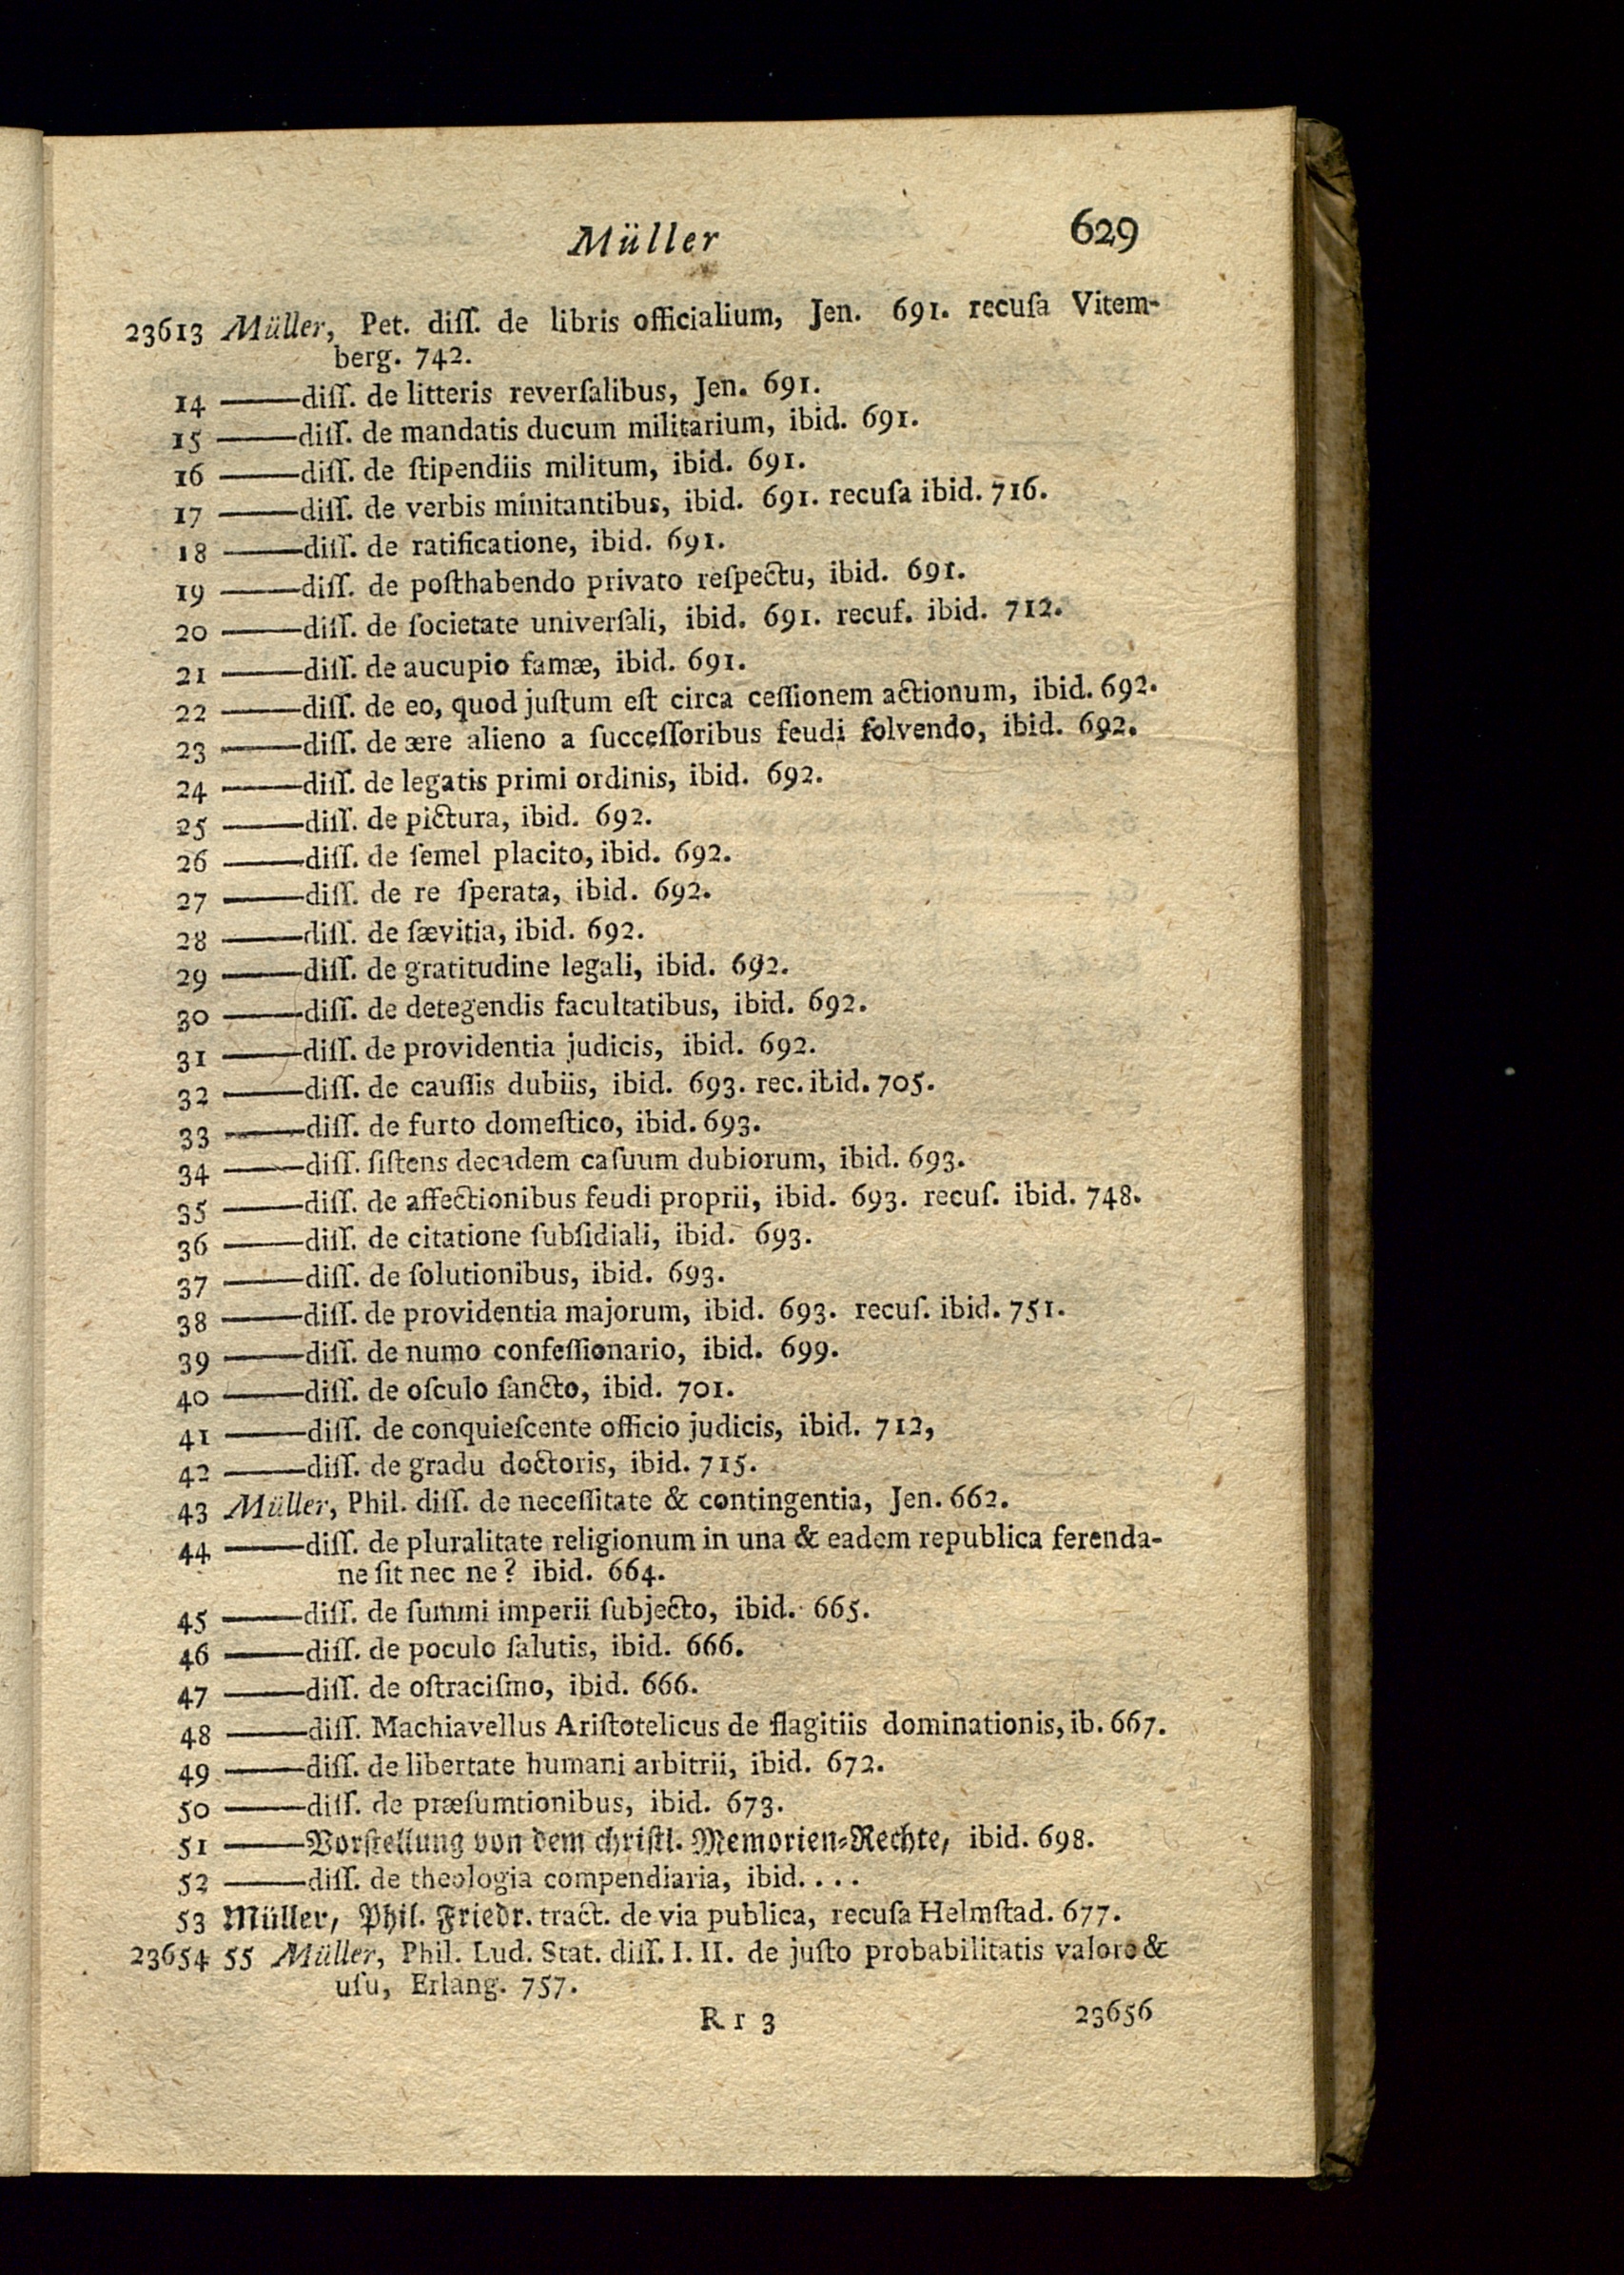 Müller 629
23613 Müller, Pet. diſſ. de libris officialium, Jen. 691. recuſa Vitem-
berg. 742.
14 ——diſſ. de litteris reverſalibus, Jen. 691.
15 ——diſſ. de mandatis ducum militarium, ibid. 691.
16 ——diſſ. de ſtipendiis militum, ibid. 691.
17 ——diſſ. de verbis minitantibus, ibid. 691. recuſa ibid. 716.
18 ——diſſ. de ratificatione, ibid. 691.
19 ——diſſ. de poſthabendo privato reſpectu, ibid. 691.
20 ——diſſ. de ſocietate univerſali, ibid. 691. recuſ. ibid. 712.
21 ——diſſ. de aucupio famæ, ibid. 691.
22 ——diſſ. de eo, quod juſtum eſt circa ceſſionem actionum, ibid. 692.
23 ——diſſ. de ære alieno a ſucceſſoribus feudi ſolvendo, ibid. 692.
24 ——diſſ. de legatis primi ordinis, ibid. 692.
25 ——diſſ. de pictura, ibid. 692.
26 ——diſſ. de ſemel placito, ibid. 692.
27 ——diſſ. de re ſperata, ibid. 692.
28 ——diſſ. de ſævitia, ibid. 692.
29 ——diſſ. de gratitudine legali, ibid. 692.
30 ——diſſ. de detegendis facultatibus, ibid. 692.
31 ——diſſ. de providentia judicis, ibid. 692.
32 ——diſſ. de cauſſis dubiis, ibid. 693. rec. ibid. 705.
33 ——diſſ. de furto domeſtico, ibid. 693.
34 ——diſſ. ſiſtens decadem caſuum dubiorum, ibid. 693.
35 ——diſſ. de affectionibus feudi proprii, ibid. 693. recuſ. ibid. 748.
36 ——diſſ. de citatione ſubſidiali, ibid. 693.
37 ——diſſ. de ſolutionibus, ibid. 693.
38 ——diſſ. de providentia majorum, ibid. 693. recuſ. ibid. 751.
39 ——diſſ. de numo confeſſionario, ibid. 699.
40 ——diſſ. de oſculo ſancto, ibid. 701.
41 ——diſſ. de conquieſcente officio judicis, ibid. 712,
42 ——diſſ. de gradu doctoris, ibid. 715.
43 Müller, Phil. diſſ. de neceſſitate & contingentia, Jen. 662.
44 ——diſſ. de pluralitate religionum in una & eadem republica ferenda-
ne ſit nec ne? ibid. 664.
45 ——diſſ. de ſummi imperii ſubjecto, ibid. 665.
46 ——diſſ. de poculo ſalutis, ibid. 666.
47 ——diſſ. de oſtraciſmo, ibid. 666.
48 ——diſſ. Machiavellus Ariſtotelicus de flagitiis dominationis, ib. 667.
49 ——diſſ. de libertate humani arbitrii, ibid. 672.
50 ——diſſ. de præſumtionibus, ibid. 673.
51 ——Vorſtellung von dem chriſtl. Memorien⸗Rechte, ibid. 698.
52 ——diſſ. de theologia compendiaria, ibid. . . .
53 Müller, Phil. Friedr. tract. de via publica, recuſa Helmſtad. 677.
23654 55 Müller, Phil. Lud. Stat. diſſ. I. II. de juſto probabilitatis valore &
uſu, Erlang. 757.
R r 3 23656